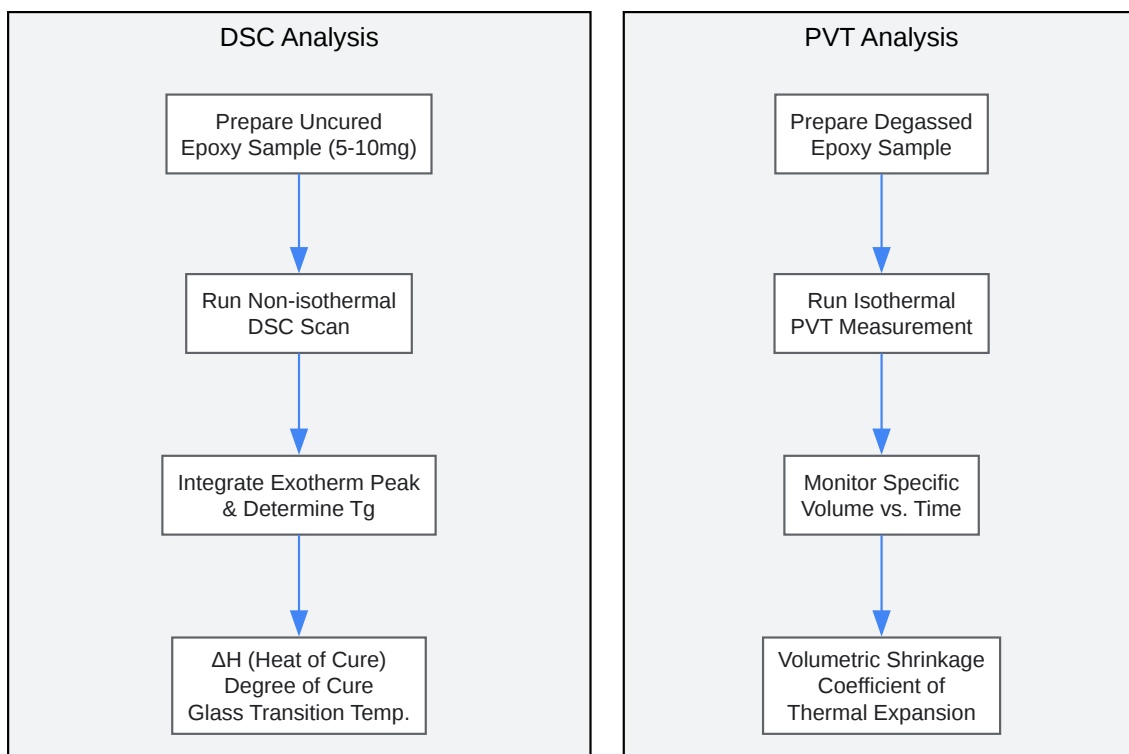 DSC Analysis
Prepare Uncured
Epoxy Sample (5-10mg)
Run Non-isothermal
DSC Scan
Integrate Exotherm Peak
& Determine Tg
ΔH (Heat of Cure)
Degree of Cure
Glass Transition Temp.
PVT Analysis
Prepare Degassed
Epoxy Sample
Run Isothermal
PVT Measurement
Monitor Specific
Volume vs. Time
Volumetric Shrinkage
Coefficient of
Thermal Expansion